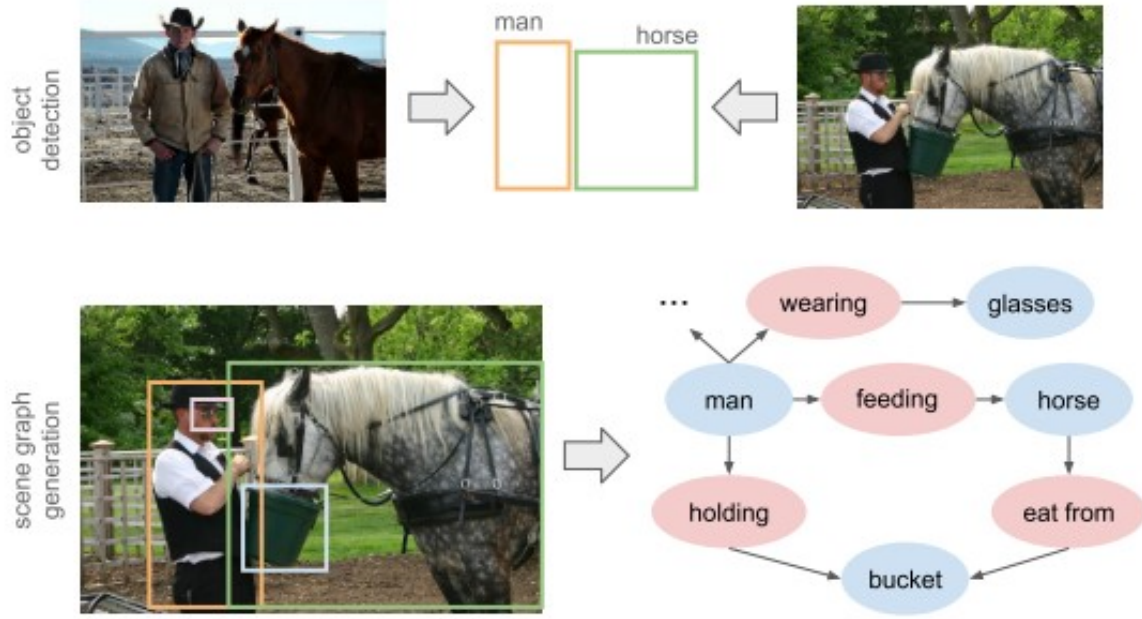 object
detection
man
horse
scene graph
generation
...
wearing
glasses
man
feeding
horse
holding
eat from
bucket